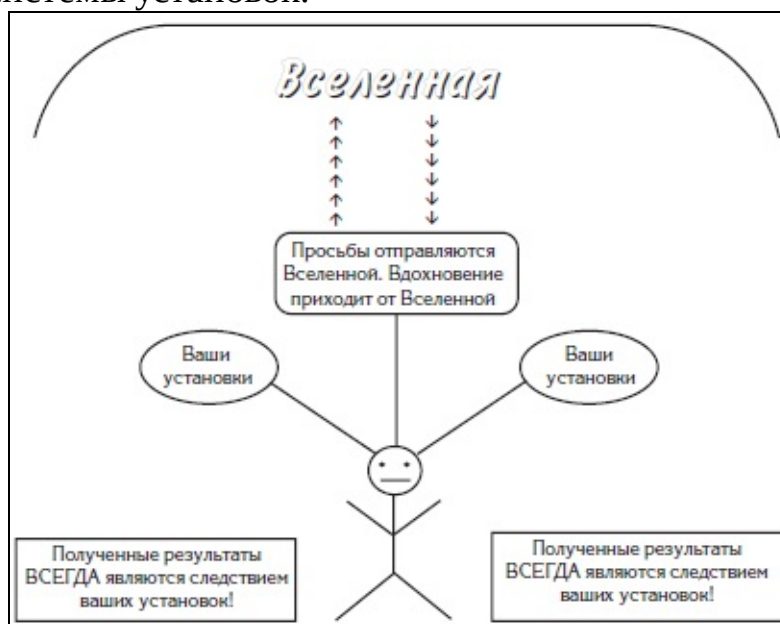 системы установок.
Вселенная
Просьбы отправляются
Вселенной. Вдохновение
приходит от Вселенной
Ваши
установки
Ваши
установки
Полученные результаты
ВСЕГДА являются следствием
ваших установок!
Полученные результаты
ВСЕГДА являются следствием
ваших установок!